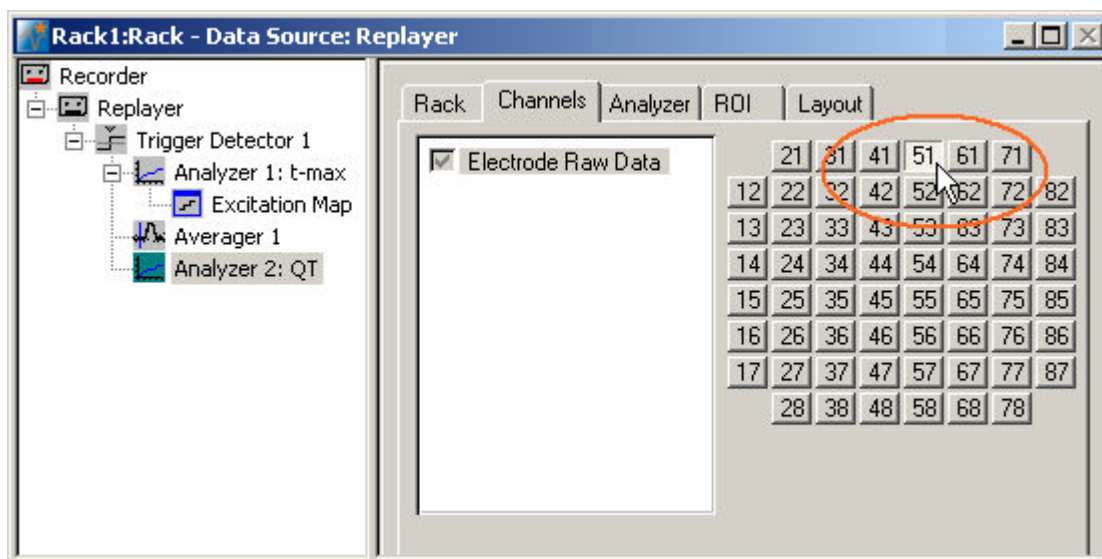 Rack1:Rack - Data Source: Replayer
Recorder
Replayer
Trigger Detector 1
Analyzer 1: t-max
Excitation Map
Averager 1
Analyzer 2: QT
Rack Channels Analyzer ROI Layout
Electrode Raw Data
21 31 41 51 61 71
12 22 32 42 52 62 72 82
13 23 33 43 53 63 73 83
14 24 34 44 54 64 74 84
15 25 35 45 55 65 75 85
16 26 36 46 56 66 76 86
17 27 37 47 57 67 77 87
28 38 48 58 68 78